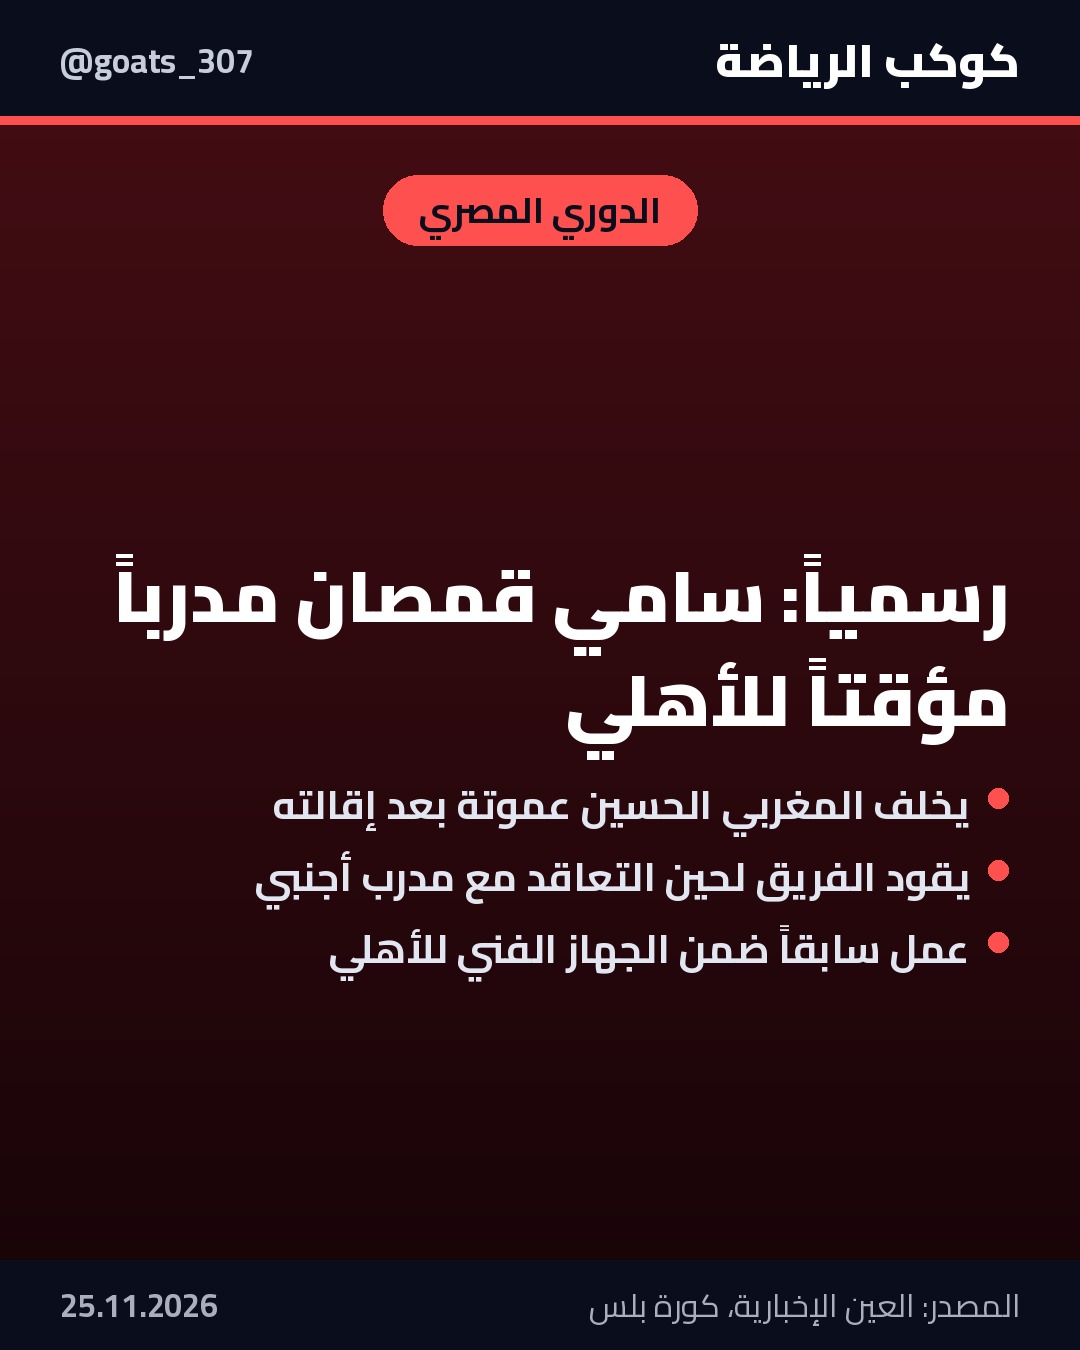 كوكب الرياضة
@goats_307
الدوري المصري
رسمياً: سامي قمصان مدرباً
مؤقتاً للأهلي
يخلف المغربي الحسين عموتة بعد إقالته
يقود الفريق لحين التعاقد مع مدرب أجنبي
عمل سابقاً ضمن الجهاز الفني للأهلي
المصدر: العين الإخبارية، كورة بلس
25.11.2026